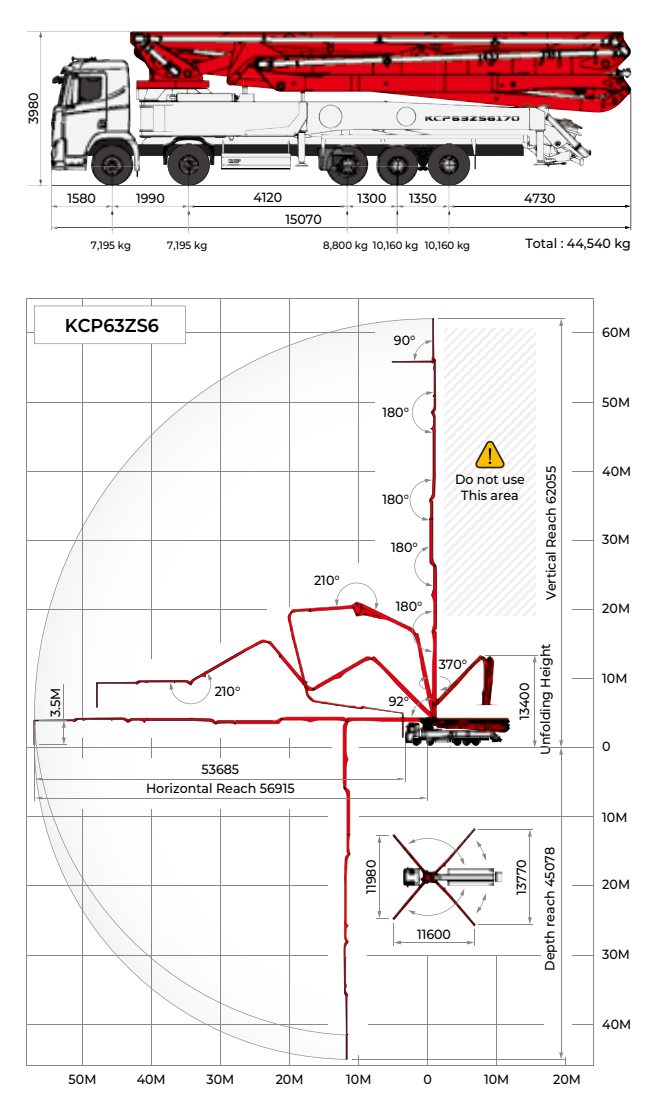 3980
KCP63ZS6170
1580
1990
4120
1300
1350
4730
15070
7,195 kg
7,195 kg
8,800 kg
10,160 kg
10,160 kg
Total : 44,540 kg
KCP63ZS6
90°
180°
180°
180°
180°
210°
210°
370°
92°
Do not use
This area
Vertical Reach 62055
13400
Unfolding Height
3.5M
53685
Horizontal Reach 56915
11980
13770
11600
Depth reach 45078
60M
50M
40M
30M
20M
10M
0
10M
20M
30M
40M
50M
40M
30M
20M
10M
0
10M
20M